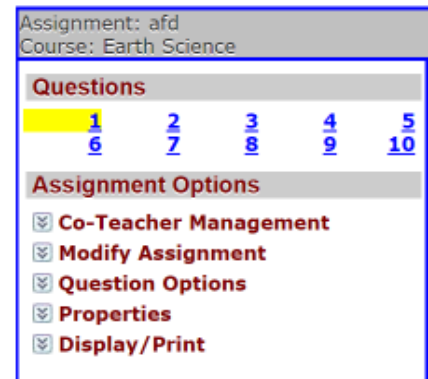 Assignment: afd
Course: Earth Science
Questions
1 2 3 4 5
6 7 8 9 10
Assignment Options
Co-Teacher Management
Modify Assignment
Question Options
Properties
Display/Print